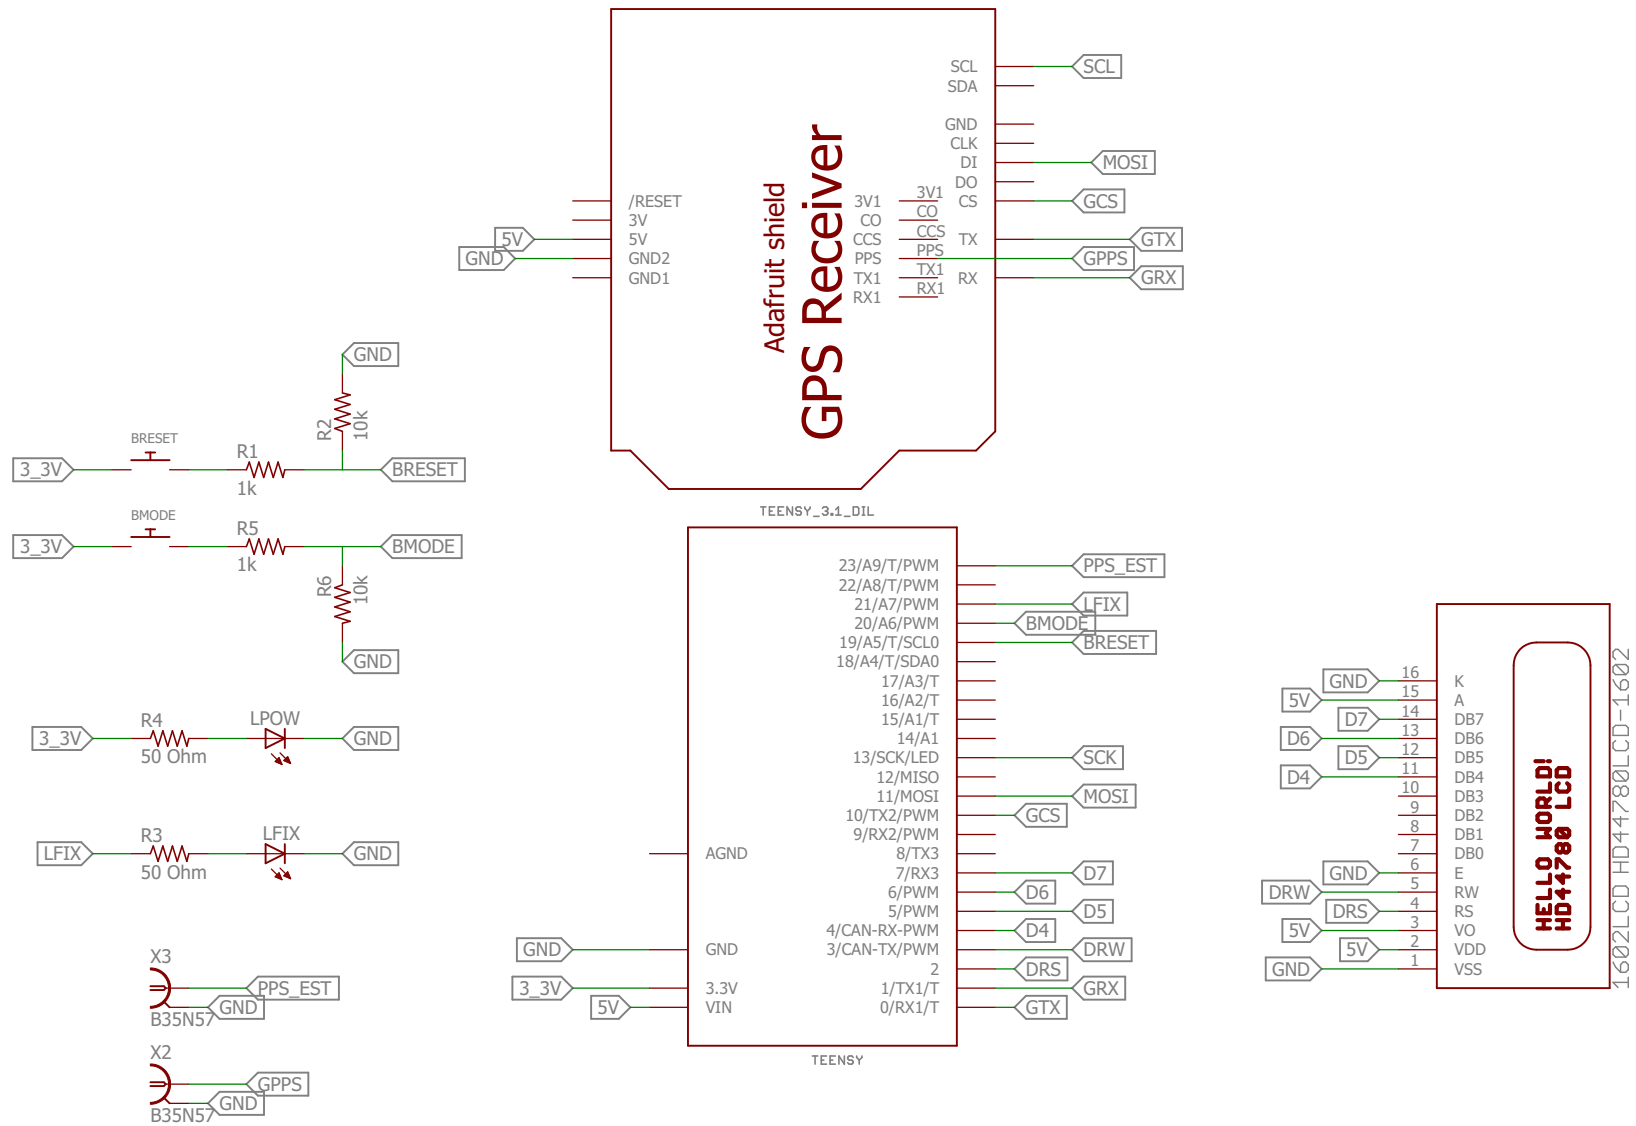 SCL
SCL
SDA
GND
CLK
DI
MOSI
DO
CS
GCS
TX
GTX
RX
GRX
/RESET
3V
5V
5V
GND
GND2
GND1
3V1
3V1
CO
CO
CCS
CCS
PPS
PPS
GPPS
TX1
TX1
RX1
RX1
Adafruit shield
GPS Receiver
GND
R2
10k
BRESET
3_3V
R1
1k
BRESET
BMODE
3_3V
R5
1k
BMODE
R6
10k
GND
R4
LPOW
3_3V
GND
50 Ohm
R3
LFIX
LFIX
GND
50 Ohm
X3
PPS_EST
GND
B35N57
X2
GPPS
GND
B35N57
TEENSY_3.1_DIL
23/A9/T/PWM
PPS_EST
22/A8/T/PWM
21/A7/PWM
LFIX
20/A6/PWM
BMODE
19/A5/T/SCL0
BRESET
18/A4/T/SDA0
17/A3/T
16/A2/T
15/A1/T
14/A1
13/SCK/LED
SCK
12/MISO
11/MOSI
MOSI
10/TX2/PWM
GCS
9/RX2/PWM
8/TX3
AGND
7/RX3
D7
6/PWM
D6
5/PWM
D5
4/CAN-RX-PWM
D4
3/CAN-TX/PWM
DRW
GND
GND
2
DRS
3_3V
3.3V
1/TX1/T
GRX
5V
VIN
0/RX1/T
GTX
TEENSY
GND 16 K
5V 15 A
D7 14 DB7
D6 13 DB6
D5 12 DB5
D4 11 DB4
10 DB3
9 DB2
8 DB1
7 DB0
GND 6 E
DRW 5 RW
DRS 4 RS
5V 3 VO
5V 2 VDD
GND 1 VSS
HELLO WORLD!
HD44780 LCD
1602LCD HD44780LCD-1602